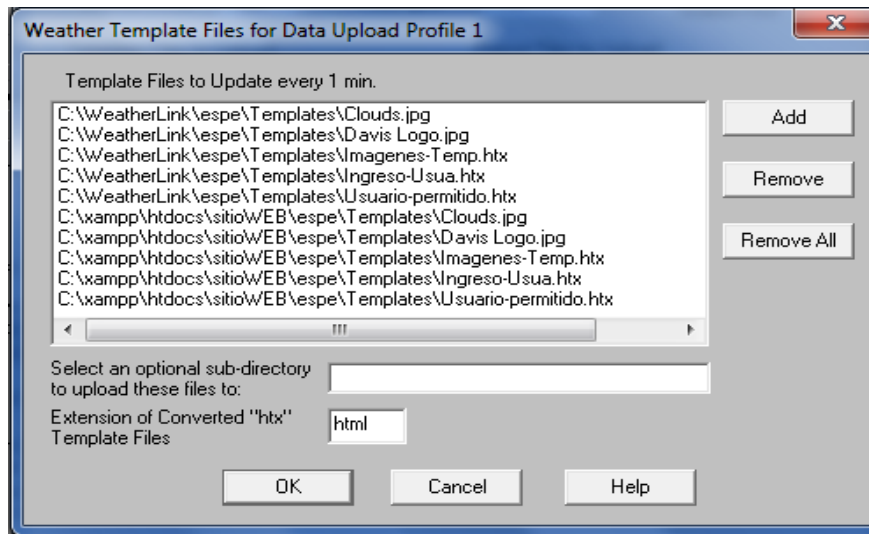 Weather Template Files for Data Upload Profile 1
Template Files to Update every 1 min.
C:\WeatherLink\espe\Templates\Clouds.jpg
C:\WeatherLink\espe\Templates\Davis Logo.jpg
C:\WeatherLink\espe\Templates\Imagenes-Temp.htx
C:\WeatherLink\espe\Templates\Ingreso-Usua.htx
C:\WeatherLink\espe\Templates\Usuario-permitido.htx
C:\xampp\htdocs\sitioWEB\espe\Templates\Clouds.jpg
C:\xampp\htdocs\sitioWEB\espe\Templates\Davis Logo.jpg
C:\xampp\htdocs\sitioWEB\espe\Templates\Imagenes-Temp.htx
C:\xampp\htdocs\sitioWEB\espe\Templates\Ingreso-Usua.htx
C:\xampp\htdocs\sitioWEB\espe\Templates\Usuario-permitido.htx
Add
Remove
Remove All
Select an optional sub-directory
to upload these files to:
Extension of Converted "htx"
Template Files
html
OK
Cancel
Help